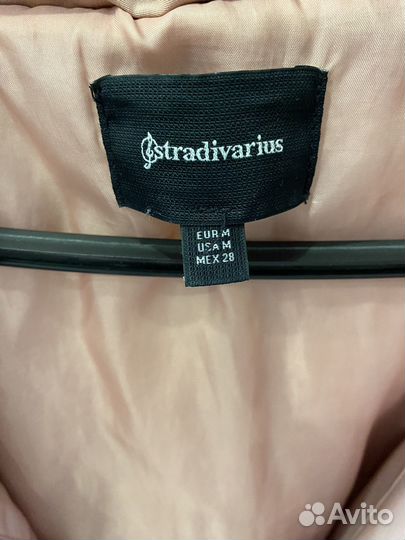 stradivarius
EUR M
USA M
MEX 28
Avito